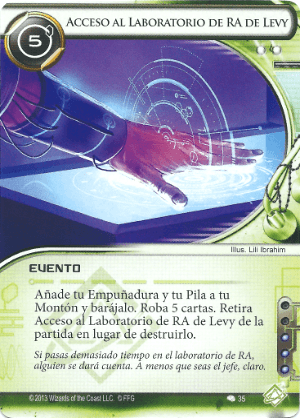 Acceso al Laboratorio de RA de Levy
5
Illus. Lili Ibrahim
EVENTO
Añade tu Empuñadura y tu Pila a tu
Montón y barájalo. Roba 5 cartas. Retira
Acceso al Laboratorio de RA de Levy de la
partida en lugar de destruirlo.
Si pasas demasiado tiempo en el laboratorio de RA,
alguien se dará cuenta. A menos que seas el jefe, claro.
© 2013 Wizards of the Coast LLC. © FFG
35